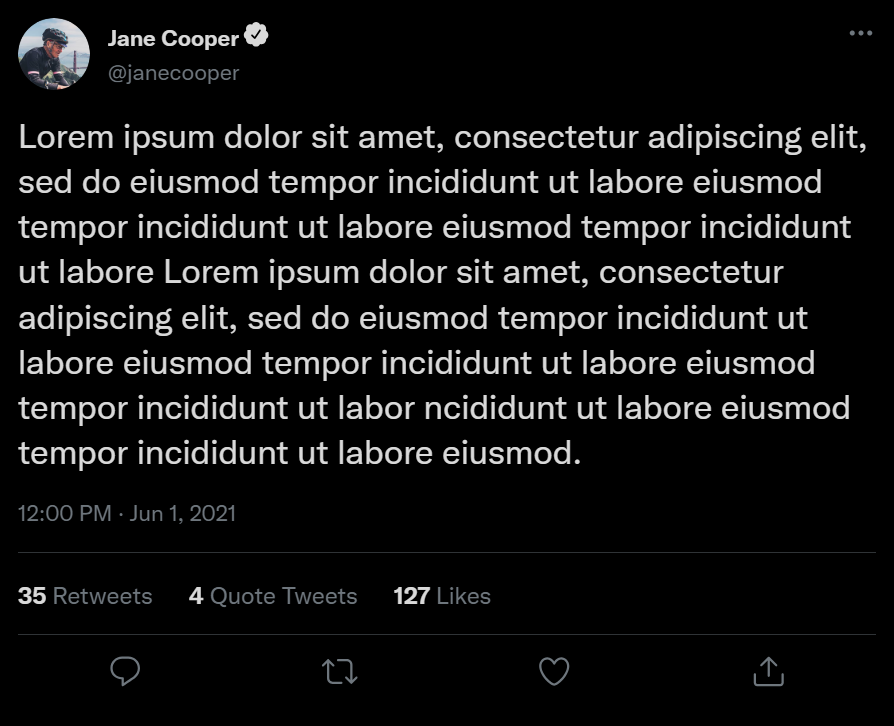 Jane Cooper
@janecooper
Lorem ipsum dolor sit amet, consectetur adipiscing elit,
sed do eiusmod tempor incididunt ut labore eiusmod
tempor incididunt ut labore eiusmod tempor incididunt
ut labore Lorem ipsum dolor sit amet, consectetur
adipiscing elit, sed do eiusmod tempor incididunt ut
labore eiusmod tempor incididunt ut labore eiusmod
tempor incididunt ut labor ncididunt ut labore eiusmod
tempor incididunt ut labore eiusmod.
12:00 PM · Jun 1, 2021
35 Retweets 4 Quote Tweets 127 Likes